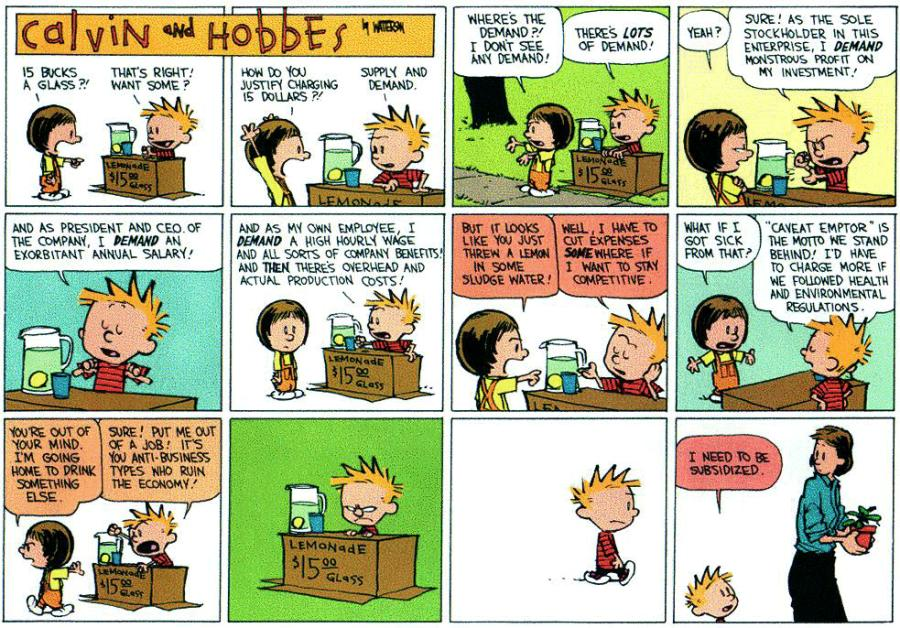 calvin and HobbEs by WATTERSON
15 BUCKS
A GLASS?!
THAT'S RIGHT!
WANT SOME?
LEMONadE
$15.00
GLASS
HOW DO YOU
JUSTIFY CHARGING
15 DOLLARS?!
SUPPLY AND
DEMAND.
LEMONADE
WHERE'S THE
DEMAND?!
I DON'T SEE
ANY DEMAND!
THERE'S LOTS
OF DEMAND!
LEMONadE
$15.00
GLASS
YEAH?
SURE! AS THE SOLE
STOCKHOLDER IN THIS
ENTERPRISE, I DEMAND
MONSTROUS PROFIT ON
MY INVESTMENT!
LEM
AND AS PRESIDENT AND CEO OF
THE COMPANY, I DEMAND AN
EXORBITANT ANNUAL SALARY!
AND AS MY OWN EMPLOYEE, I
DEMAND A HIGH HOURLY WAGE
AND ALL SORTS OF COMPANY BENEFITS!
AND THEN THERE'S OVERHEAD AND
ACTUAL PRODUCTION COSTS!
LEMONadE
$15.00
GLASS
BUT IT LOOKS
LIKE YOU JUST
THREW A LEMON
IN SOME
SLUDGE WATER!
WELL, I HAVE TO
CUT EXPENSES
SOMEWHERE IF
I WANT TO STAY
COMPETITIVE.
LEM
WHAT IF I
GOT SICK
FROM THAT?
"CAVEAT EMPTOR" IS
THE MOTTO WE STAND
BEHIND! I'D HAVE
TO CHARGE MORE IF
WE FOLLOWED HEALTH
AND ENVIRONMENTAL
REGULATIONS.
YOU'RE OUT OF
YOUR MIND.
I'M GOING
HOME TO DRINK
SOMETHING
ELSE.
SURE! PUT ME OUT
OF A JOB! IT'S
YOU ANTI-BUSINESS
TYPES WHO RUIN
THE ECONOMY!
LEMONadE
$15.00
GLASS
LEMONadE
$15.00
GLASS
I NEED TO BE
SUBSIDIZED.